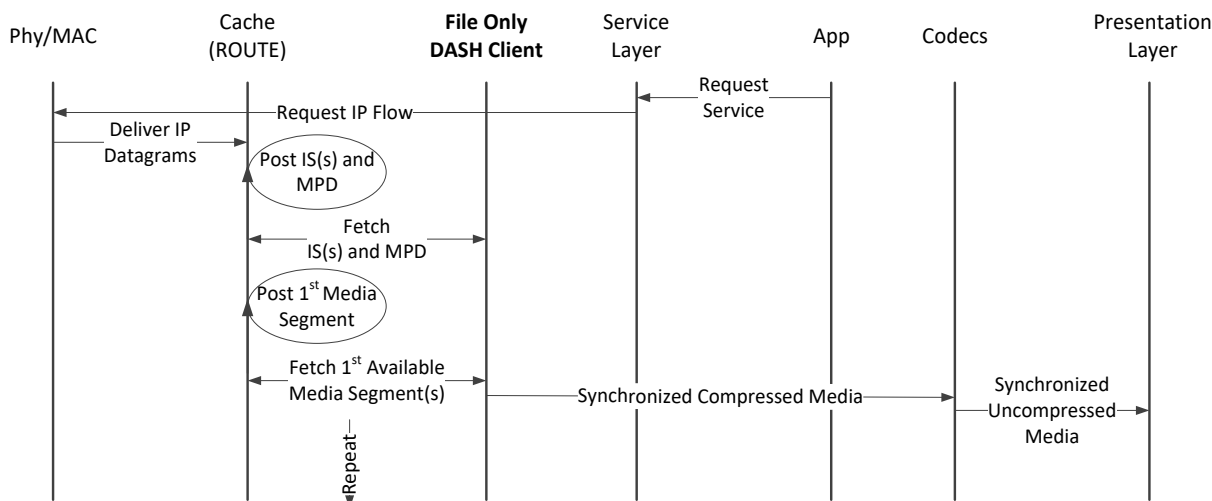 Phy/MAC
Cache
(ROUTE)
File Only
DASH Client
Service
Layer
App
Codecs
Presentation
Layer
Request
Service
Request IP Flow
Deliver IP
Datagrams
Post IS(s) and
MPD
Fetch
IS(s) and MPD
Post 1st Media
Segment
Fetch 1st Available
Media Segment(s)
Synchronized Compressed Media
Synchronized
Uncompressed
Media
Repeat